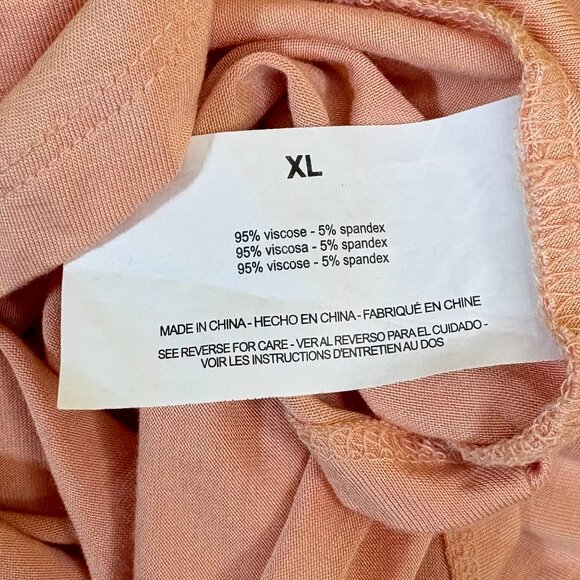 XL
95% viscose - 5% spandex
95% viscosa - 5% spandex
95% viscose - 5% spandex
MADE IN CHINA - HECHO EN CHINA - FABRIQUÉ EN CHINE
SEE REVERSE FOR CARE - VER AL REVERSO PARA EL CUIDADO -
VOIR LES INSTRUCTIONS D'ENTRETIEN AU DOS